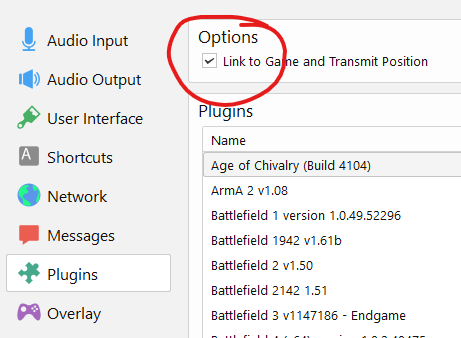 Audio Input
Audio Output
User Interface
Shortcuts
Network
Messages
Plugins
Overlay
Options
Link to Game and Transmit Position
Plugins
Name
Age of Chivalry (Build 4104)
ArmA 2 v1.08
Battlefield 1 version 1.0.49.52296
Battlefield 1942 v1.61b
Battlefield 2 v1.50
Battlefield 2142 1.51
Battlefield 3 v1147186 - Endgame